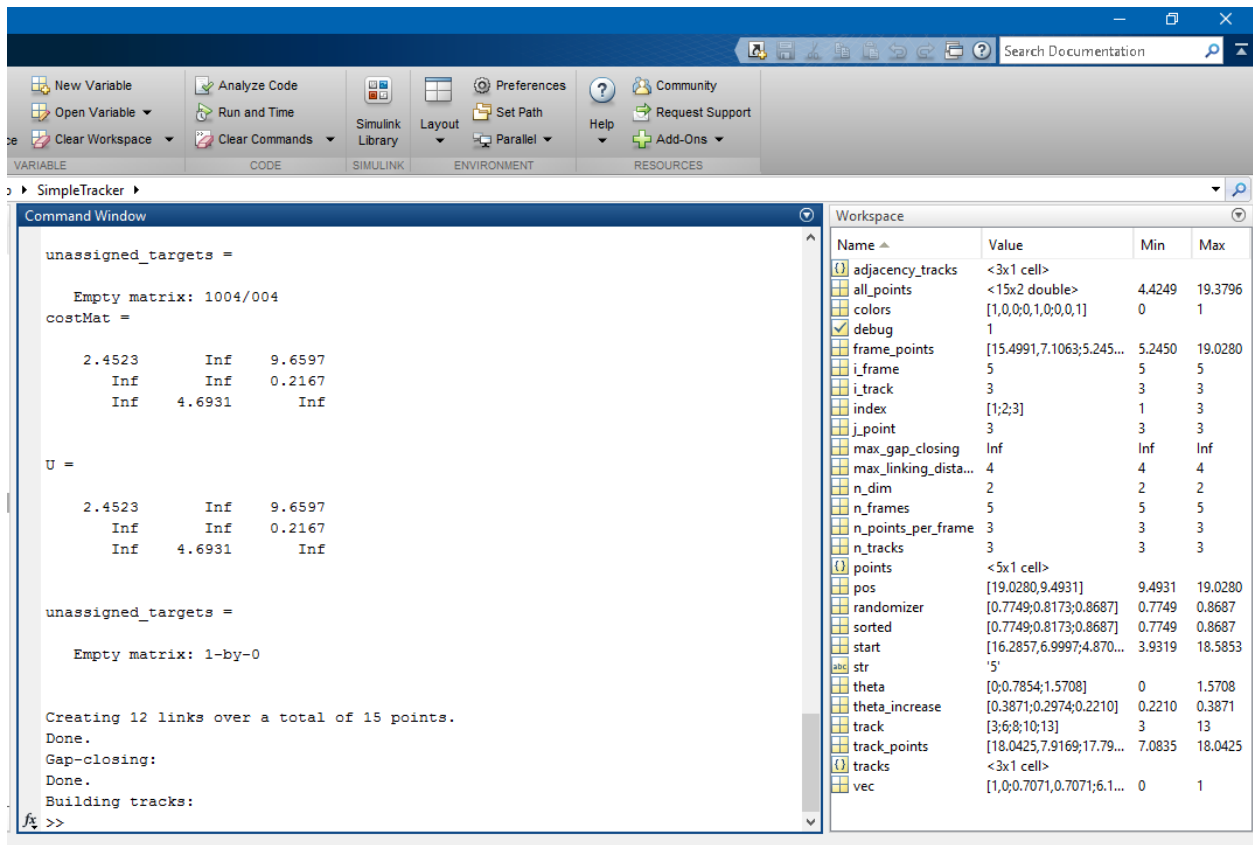 Search Documentation
New Variable Analyze Code Preferences Community
Open Variable Run and Time Set Path Request Support
Simulink Layout Help
Clear Workspace Clear Commands Library Parallel Add-Ons
VARIABLE CODE SIMULINK ENVIRONMENT RESOURCES
SimpleTracker
Command Window
unassigned_targets =
Empty matrix: 1004/004
costMat =
2.4523 Inf 9.6597
Inf Inf 0.2167
Inf 4.6931 Inf
U =
2.4523 Inf 9.6597
Inf Inf 0.2167
Inf 4.6931 Inf
unassigned_targets =
Empty matrix: 1-by-0
Creating 12 links over a total of 15 points.
Done.
Gap-closing:
Done.
Building tracks:
fx >>
Workspace
Name Value Min Max
{} adjacency_tracks <3x1 cell>
all_points <15x2 double> 4.4249 19.3796
colors [1,0,0;0,1,0;0,0,1] 0 1
debug 1
frame_points [15.4991,7.1063;5.245... 5.2450 19.0280
i_frame 5 5 5
i_track 3 3 3
index [1;2;3] 1 3
j_point 3 3 3
max_gap_closing Inf Inf Inf
max_linking_dista... 4 4 4
n_dim 2 2 2
n_frames 5 5 5
n_points_per_frame 3 3 3
n_tracks 3 3 3
{} points <5x1 cell>
pos [19.0280,9.4931] 9.4931 19.0280
randomizer [0.7749;0.8173;0.8687] 0.7749 0.8687
sorted [0.7749;0.8173;0.8687] 0.7749 0.8687
start [16.2857,6.9997;4.870... 3.9319 18.5853
abc str '5'
theta [0;0.7854;1.5708] 0 1.5708
theta_increase [0.3871;0.2974;0.2210] 0.2210 0.3871
track [3;6;8;10;13] 3 13
track_points [18.0425,7.9169;17.79... 7.0835 18.0425
{} tracks <3x1 cell>
vec [1,0;0.7071,0.7071;6.1... 0 1